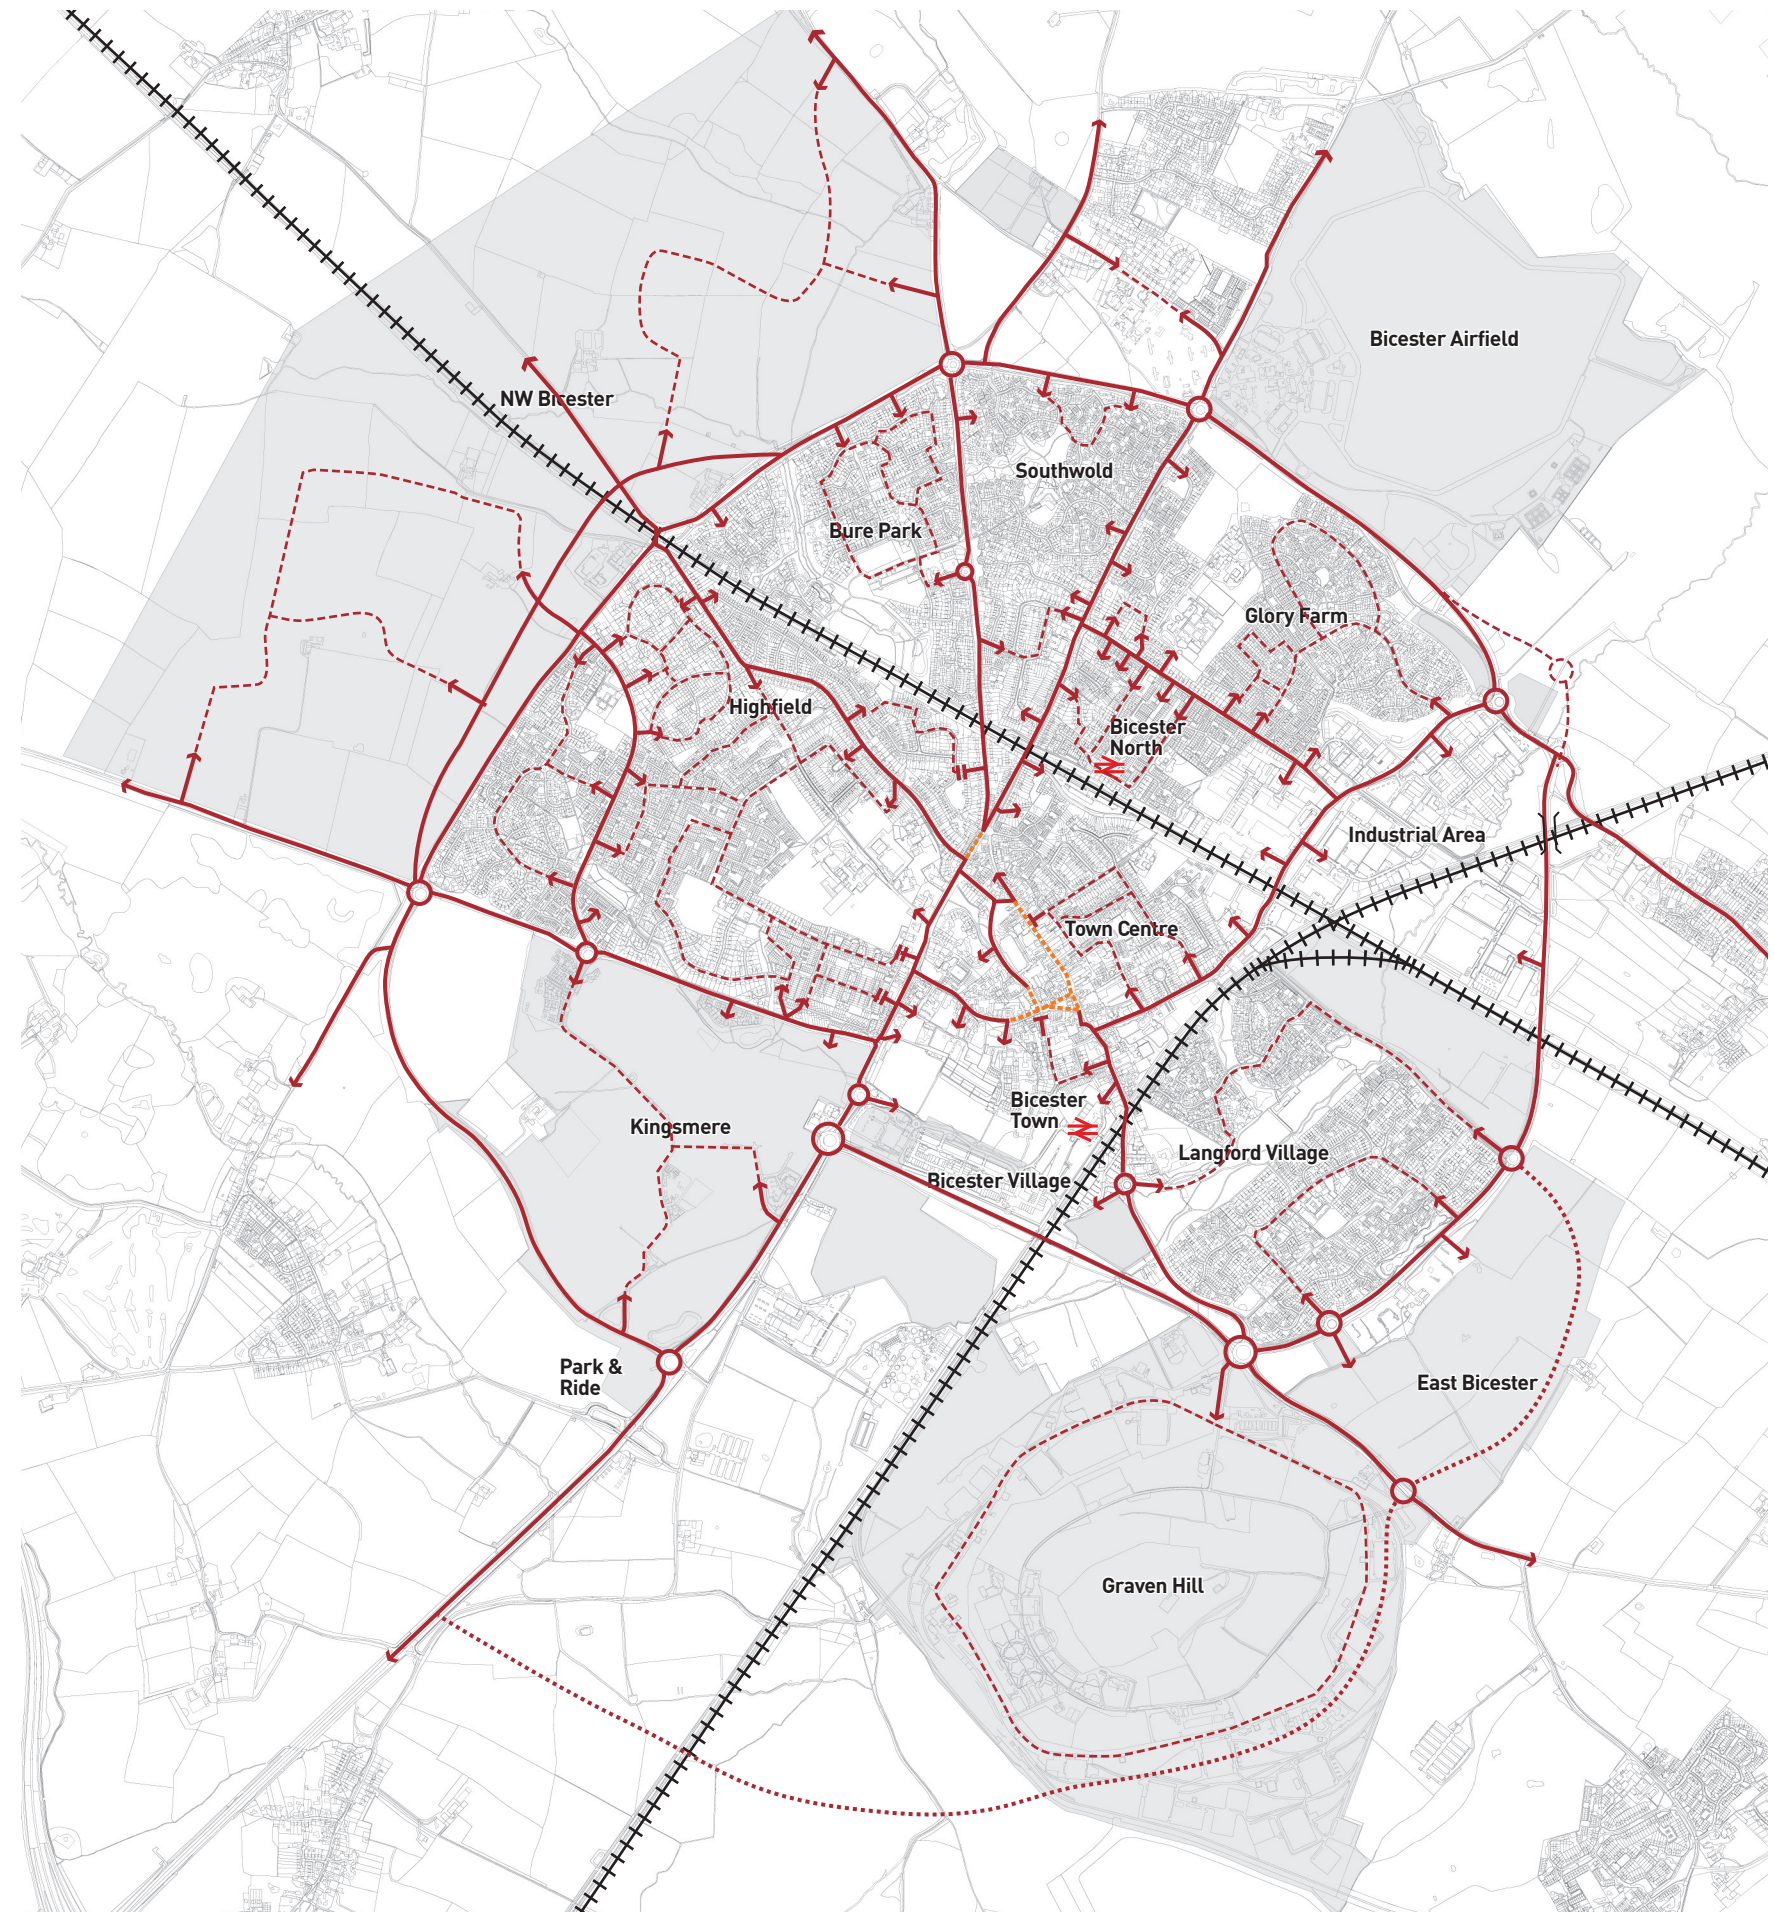 Bicester Airfield
NW Bicester
Southwold
Bure Park
Glory Farm
Highfield
Bicester
North
Industrial Area
Town Centre
Bicester
Town
Kingsmere
Langford Village
Bicester Village
Park &
Ride
East Bicester
Graven Hill